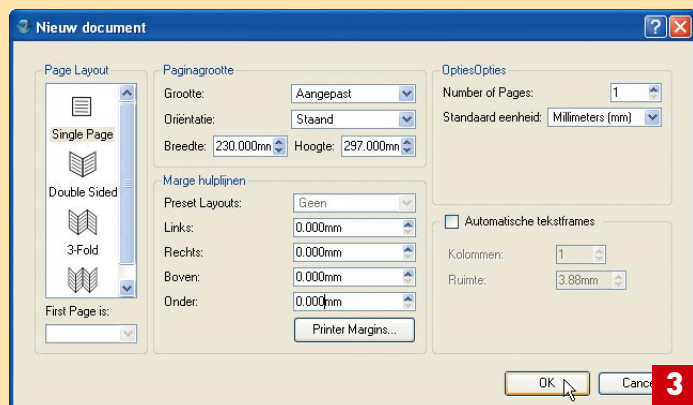 Nieuw document
Page Layout
Single Page
Double Sided
3-Fold
First Page is:
Paginagrootte
Grootte: Aangepast
Oriëntatie: Staand
Breedte: 230.000mm Hoogte: 297.000mm
Marge hulplijnen
Preset Layouts: Geen
Links: 0.000mm
Rechts: 0.000mm
Boven: 0.000mm
Onder: 0.000mm
Printer Margins...
OptiesOpties
Number of Pages: 1
Standaard eenheid: Millimeters (mm)
Automatische tekstframes
Kolommen: 1
Ruimte: 3.88mm
OK Cance
3